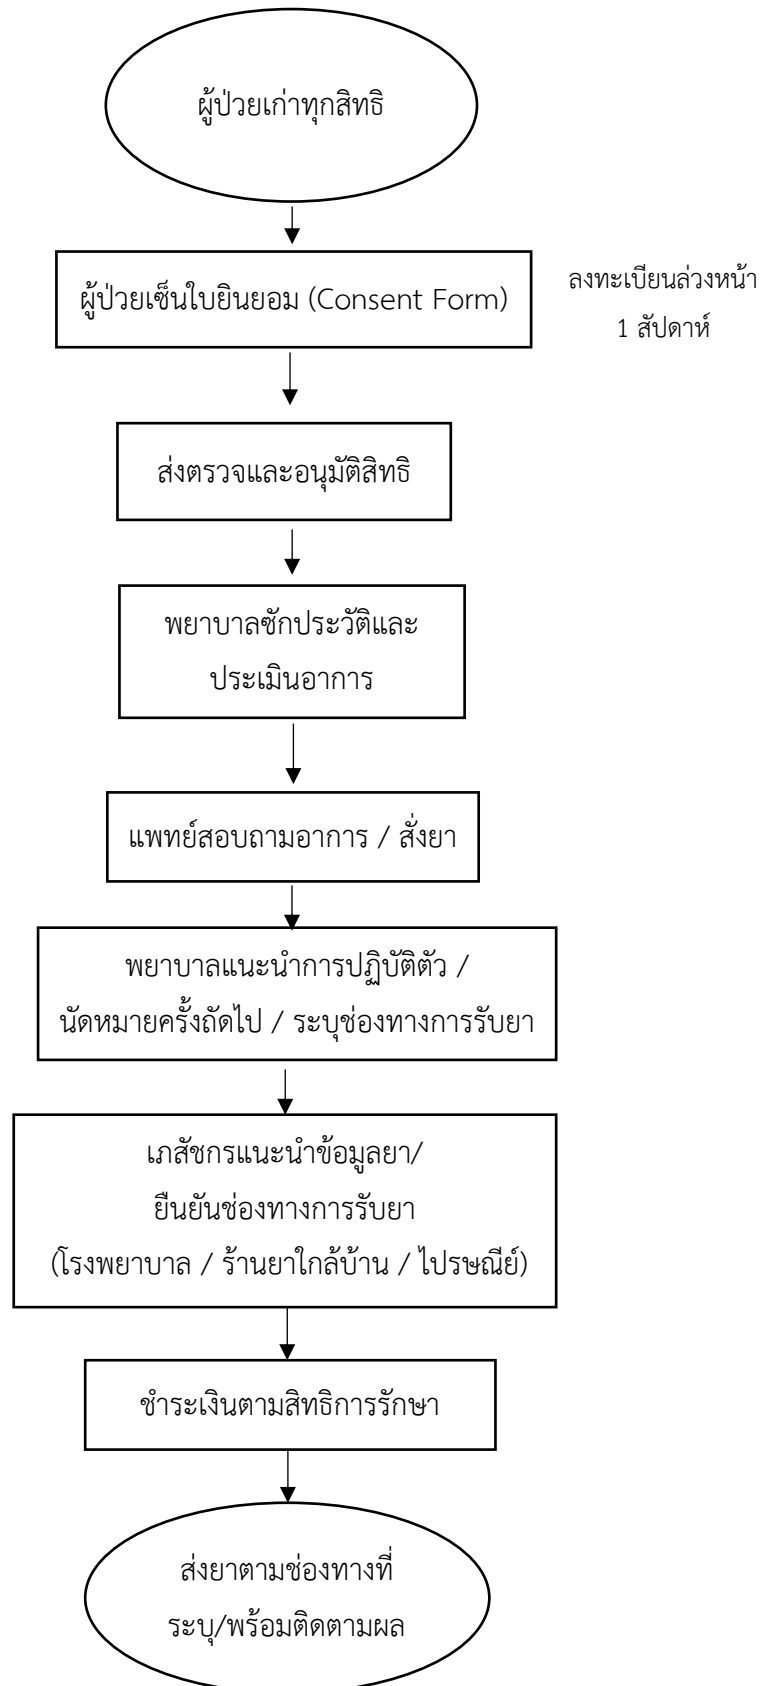 ผู้ป่วยเก่าทุกสิทธิ
ผู้ป่วยเซ็นใบยินยอม (Consent Form)
ลงทะเบียนล่วงหน้า
1 สัปดาห์
ส่งตรวจและอนุมัติสิทธิ
พยาบาลซักประวัติและ
ประเมินอาการ
แพทย์สอบถามอาการ / สั่งยา
พยาบาลแนะนำการปฏิบัติตัว /
นัดหมายครั้งถัดไป / ระบุช่องทางการรับยา
เภสัชกรแนะนำข้อมูลยา/
ยืนยันช่องทางการรับยา
(โรงพยาบาล / ร้านยาใกล้บ้าน / ไปรษณีย์)
ชำระเงินตามสิทธิการรักษา
ส่งยาตามช่องทางที่
ระบุ/พร้อมติดตามผล